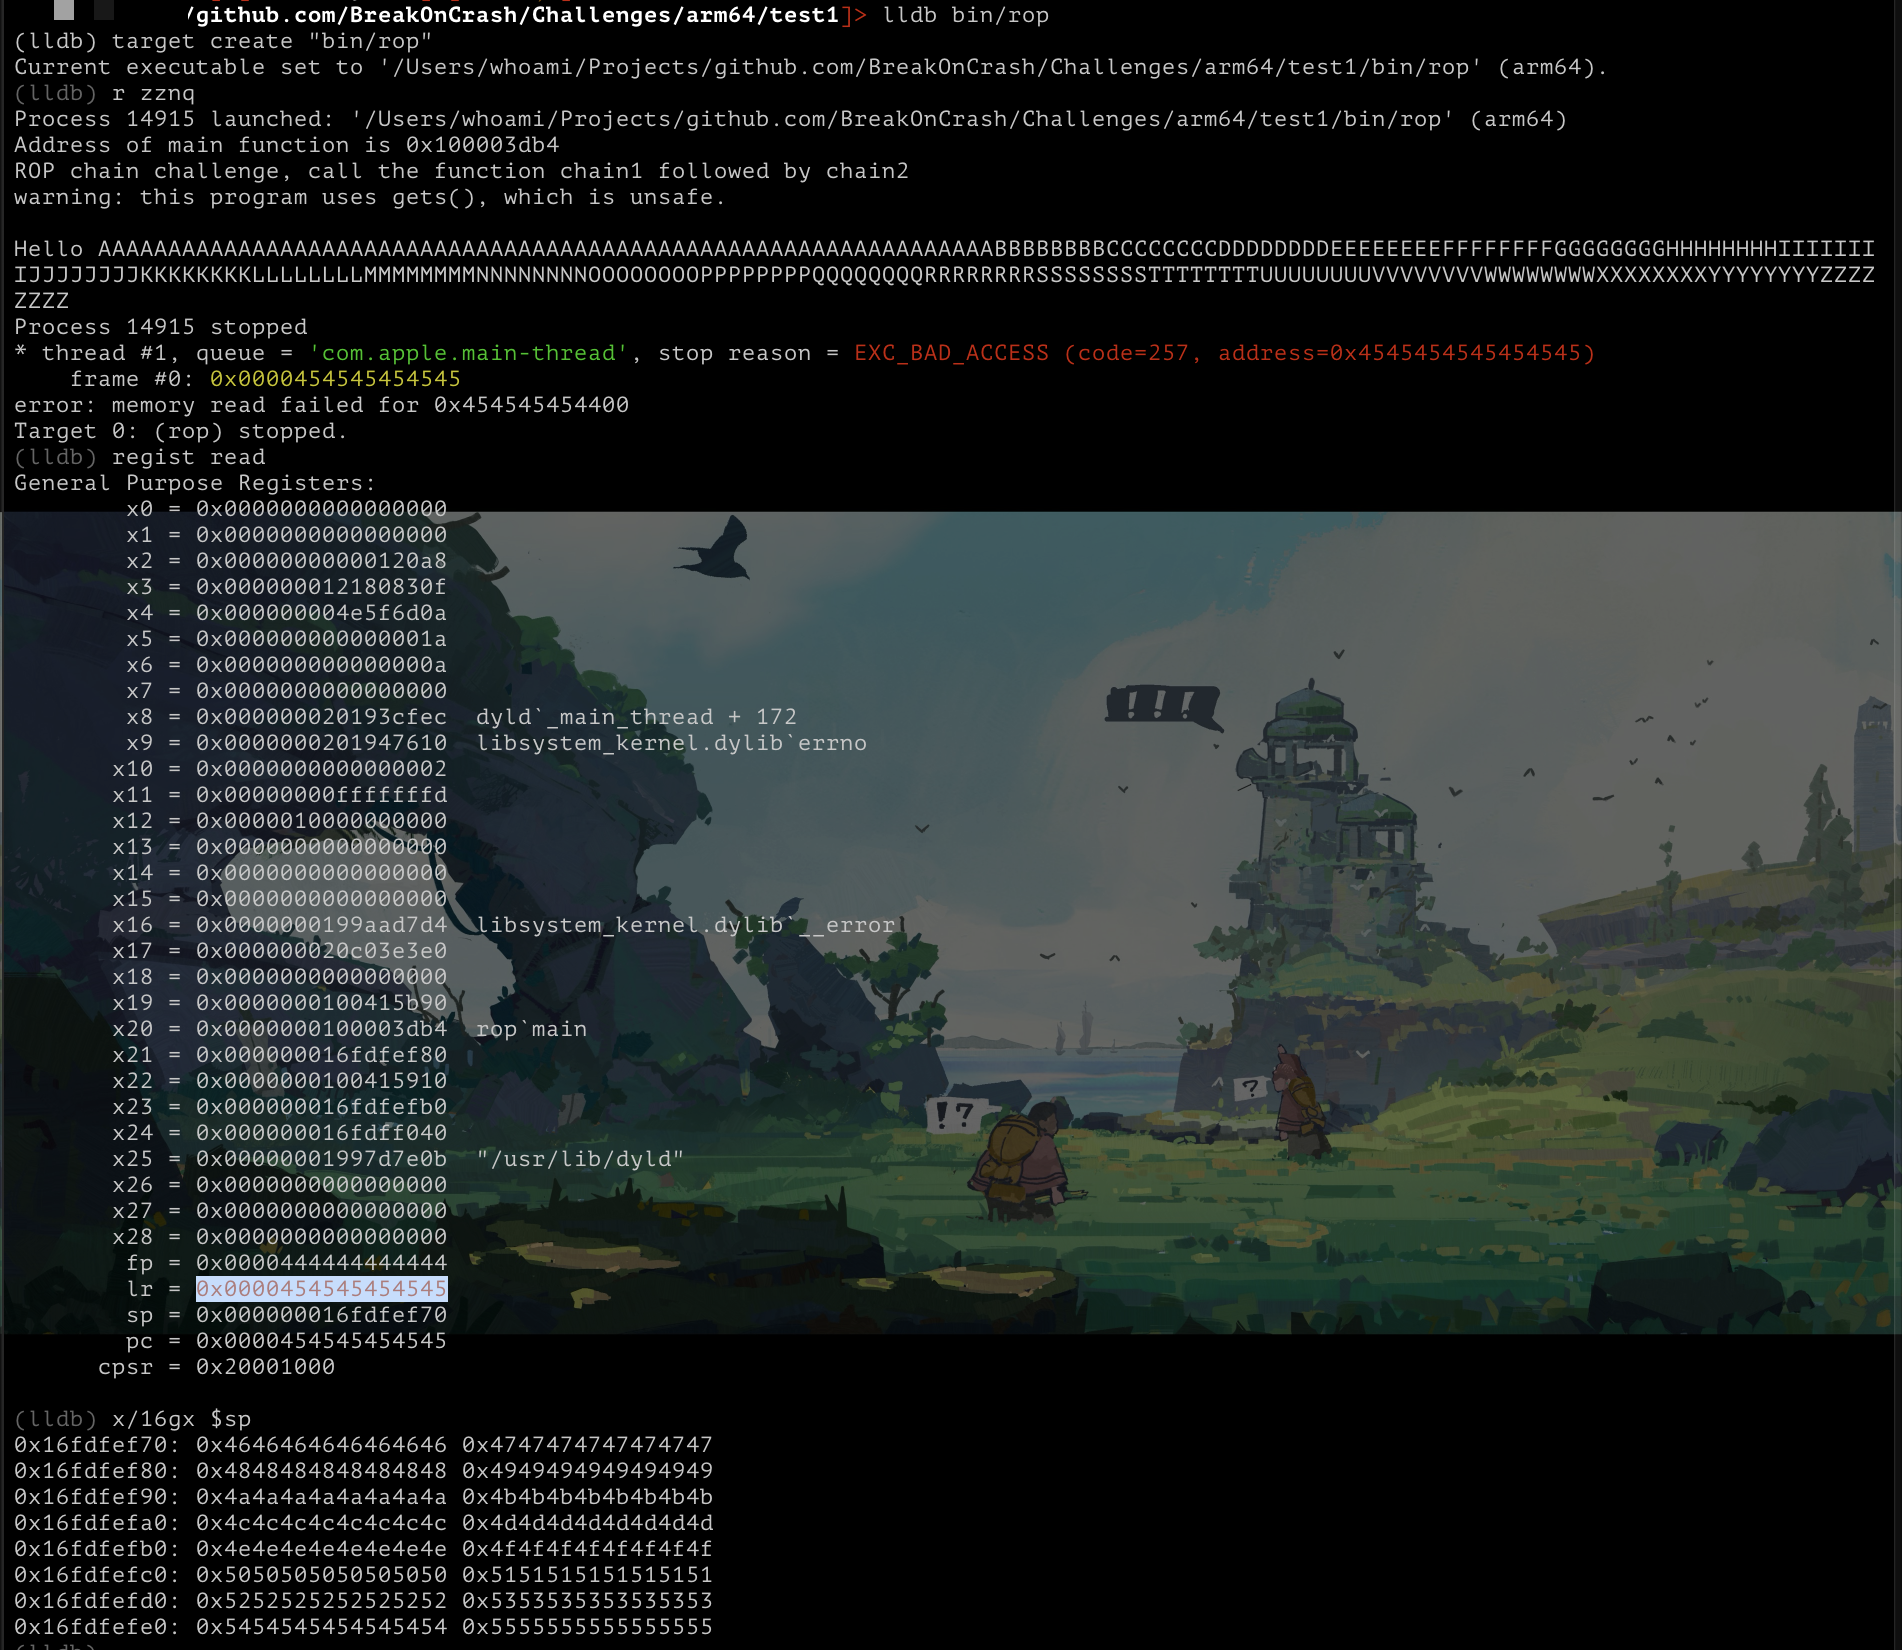 /github.com/BreakOnCrash/Challenges/arm64/test1]> lldb bin/rop
(lldb) target create "bin/rop"
Current executable set to '/Users/whoami/Projects/github.com/BreakOnCrash/Challenges/arm64/test1/bin/rop' (arm64).
(lldb) r zznq
Process 14915 launched: '/Users/whoami/Projects/github.com/BreakOnCrash/Challenges/arm64/test1/bin/rop' (arm64)
Address of main function is 0x100003db4
ROP chain challenge, call the function chain1 followed by chain2
warning: this program uses gets(), which is unsafe.
Hello AAAAAAAAAAAAAAAAAAAAAAAAAAAAAAAAAAAAAAAAAAAAAAAAAAAAAAAAAAAAAAAABBBBBBBBCCCCCCCCDDDDDDDDEEEEEEEEFFFFFFFFGGGGGGGGHHHHHHHHIIIIIII
IJJJJJJJJKKKKKKKKLLLLLLLLMMMMMMMMNNNNNNNNOOOOOOOOPPPPPPPPQQQQQQQQRRRRRRRRSSSSSSSSTTTTTTTTUUUUUUUUVVVVVVVVWWWWWWWWXXXXXXXXYYYYYYYYZZZZ
ZZZZ
Process 14915 stopped
* thread #1, queue = 'com.apple.main-thread', stop reason = EXC_BAD_ACCESS (code=257, address=0x4545454545454545)
frame #0: 0x0000454545454545
error: memory read failed for 0x454545454400
Target 0: (rop) stopped.
(lldb) regist read
General Purpose Registers:
x0 = 0x0000000000000000
x1 = 0x0000000000000000
x2 = 0x00000000000120a8
x3 = 0x000000012180830f
x4 = 0x000000004e5f6d0a
x5 = 0x000000000000001a
x6 = 0x000000000000000a
x7 = 0x0000000000000000
x8 = 0x000000020193cfec dyld`_main_thread + 172
x9 = 0x0000000201947610 libsystem_kernel.dylib`errno
x10 = 0x0000000000000002
x11 = 0x00000000fffffffd
x12 = 0x0000010000000000
x13 = 0x0000000000000000
x14 = 0x0000000000000000
x15 = 0x0000000000000000
x16 = 0x0000000199aad7d4 libsystem_kernel.dylib`__error
x17 = 0x000000020c03e3e0
x18 = 0x0000000000000000
x19 = 0x0000000100415b90
x20 = 0x0000000100003db4 rop`main
x21 = 0x000000016fdfef80
x22 = 0x0000000100415910
x23 = 0x000000016fdfefb0
x24 = 0x000000016fdff040
x25 = 0x00000001997d7e0b "/usr/lib/dyld"
x26 = 0x0000000000000000
x27 = 0x0000000000000000
x28 = 0x0000000000000000
fp = 0x0000444444444444
lr = 0x0000454545454545
sp = 0x000000016fdfef70
pc = 0x0000454545454545
cpsr = 0x20001000
(lldb) x/16gx $sp
0x16fdfef70: 0x4646464646464646 0x4747474747474747
0x16fdfef80: 0x4848484848484848 0x4949494949494949
0x16fdfef90: 0x4a4a4a4a4a4a4a4a 0x4b4b4b4b4b4b4b4b
0x16fdfefa0: 0x4c4c4c4c4c4c4c4c 0x4d4d4d4d4d4d4d4d
0x16fdfefb0: 0x4e4e4e4e4e4e4e4e 0x4f4f4f4f4f4f4f4f
0x16fdfefc0: 0x5050505050505050 0x5151515151515151
0x16fdfefd0: 0x5252525252525252 0x5353535353535353
0x16fdfefe0: 0x5454545454545454 0x5555555555555555
!!!
!?
?